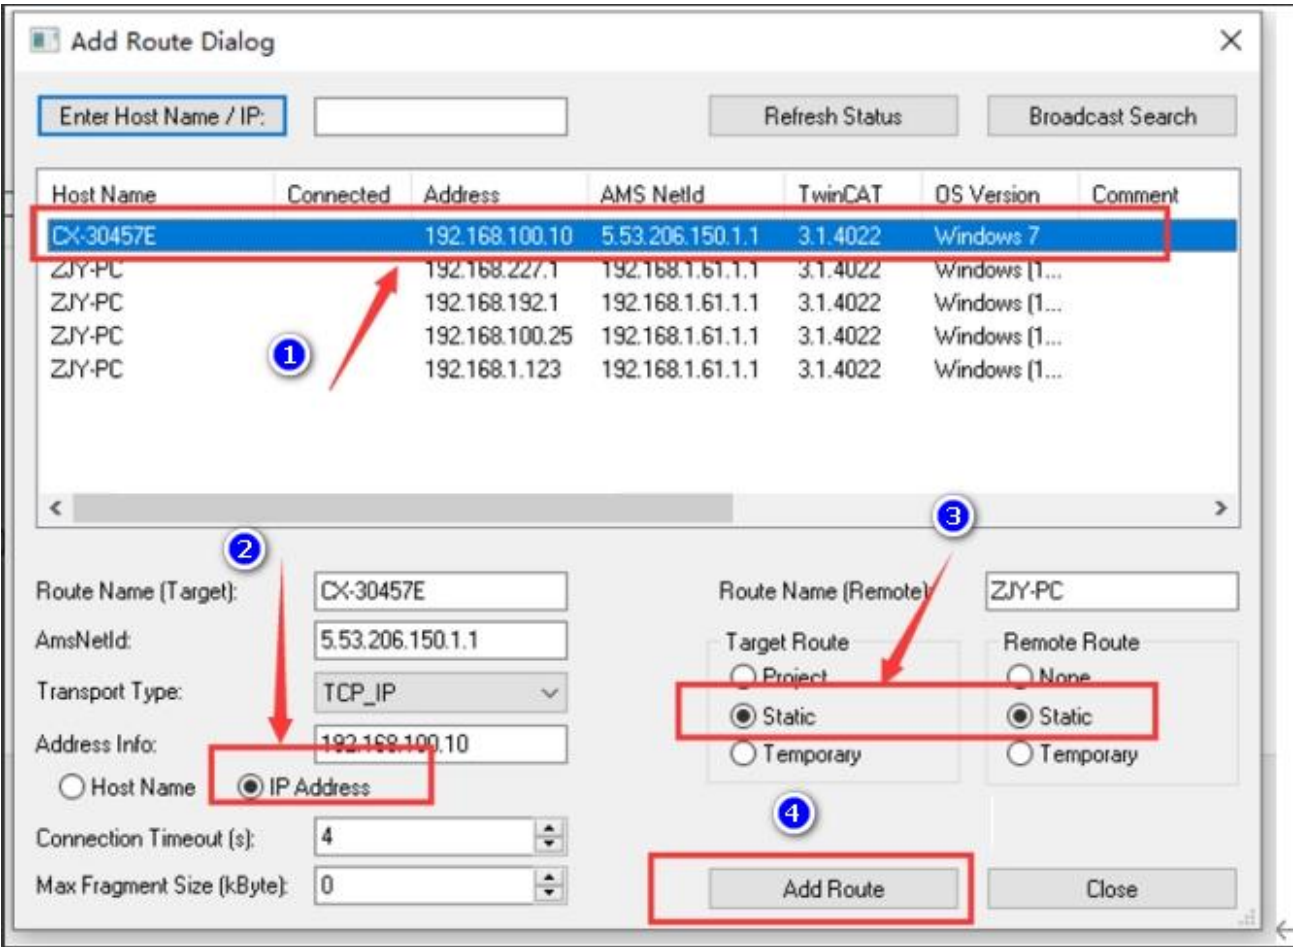 Add Route Dialog
Enter Host Name / IP: Refresh Status Broadcast Search
Host Name Connected Address AMS NetId TwinCAT OS Version Comment
CX-30457E 192.168.100.10 5.53.206.150.1.1 3.1.4022 Windows 7
ZJY-PC 192.168.227.1 192.168.1.61.1.1 3.1.4022 Windows (1...
ZJY-PC 192.168.192.1 192.168.1.61.1.1 3.1.4022 Windows (1...
ZJY-PC 192.168.100.25 192.168.1.61.1.1 3.1.4022 Windows (1...
ZJY-PC 192.168.1.123 192.168.1.61.1.1 3.1.4022 Windows (1...
1
3
2
Route Name (Target): CX-30457E Route Name (Remote): ZJY-PC
AmsNetId: 5.53.206.150.1.1 Target Route Remote Route
Project None
Transport Type: TCP_IP Static Static
Address Info: 192.168.100.10 Temporary Temporary
Host Name IP Address
4
Connection Timeout (s): 4
Max Fragment Size (kByte): 0 Add Route Close